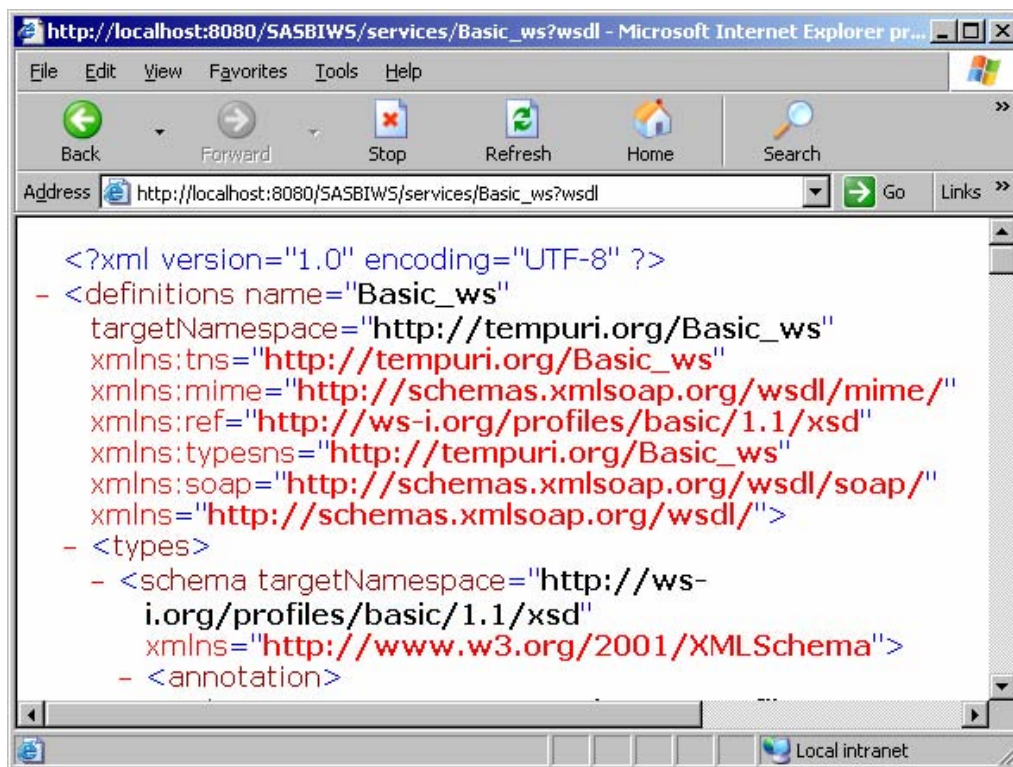 http://localhost:8080/SASBIWS/services/Basic_ws?wsdl - Microsoft Internet Explorer pr...
File Edit View Favorites Tools Help
Back Forward Stop Refresh Home Search »
Address http://localhost:8080/SASBIWS/services/Basic_ws?wsdl Go Links »
<?xml version="1.0" encoding="UTF-8" ?>
- <definitions name="Basic_ws"
targetNamespace="http://tempuri.org/Basic_ws"
xmlns:tns="http://tempuri.org/Basic_ws"
xmlns:mime="http://schemas.xmlsoap.org/wsdl/mime/"
xmlns:ref="http://ws-i.org/profiles/basic/1.1/xsd"
xmlns:typesns="http://tempuri.org/Basic_ws"
xmlns:soap="http://schemas.xmlsoap.org/wsdl/soap/"
xmlns="http://schemas.xmlsoap.org/wsdl/">
- <types>
- <schema targetNamespace="http://ws-
i.org/profiles/basic/1.1/xsd"
xmlns="http://www.w3.org/2001/XMLSchema">
- <annotation>
Local intranet